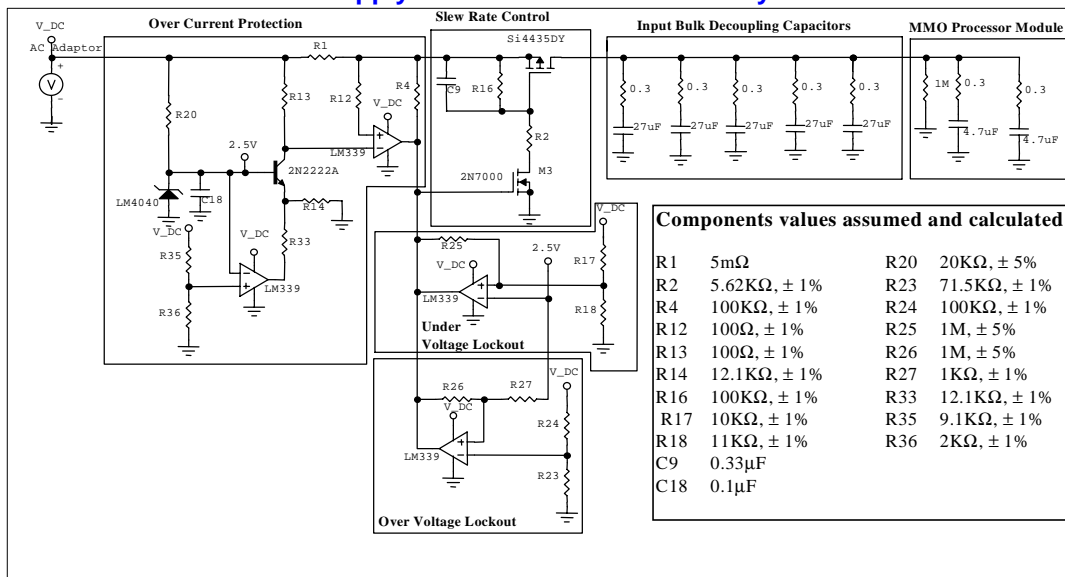 Over Current Protection
Slew Rate Control
Input Bulk Decoupling Capacitors
MMO Processor Module
V_DC
AC Adaptor
+
V
−
R1
Si4435DY
R13
R12
R4
V_DC
C9
R16
0.3
0.3
0.3
0.3
0.3
1M
0.3
0.3
R20
2.5V
LM339
R2
27uF
27uF
27uF
27uF
27uF
4.7uF
4.7uF
2N2222A
M3
2N7000
LM4040
C18
R14
V_DC
V_DC
R33
R35
LM339
R36
R25
2.5V
V_DC
R17
V_DC
LM339
R18
Under
Voltage Lockout
R26
R27
V_DC
V_DC
R24
LM339
R23
Over Voltage Lockout
Components values assumed and calculated
R1 5mΩ R20 20KΩ, ± 5%
R2 5.62KΩ, ± 1% R23 71.5KΩ, ± 1%
R4 100KΩ, ± 1% R24 100KΩ, ± 1%
R12 100Ω, ± 1% R25 1M, ± 5%
R13 100Ω, ± 1% R26 1M, ± 5%
R14 12.1KΩ, ± 1% R27 1KΩ, ± 1%
R16 100KΩ, ± 1% R33 12.1KΩ, ± 1%
R17 10KΩ, ± 1% R35 9.1KΩ, ± 1%
R18 11KΩ, ± 1% R36 2KΩ, ± 1%
C9 0.33µF
C18 0.1µF